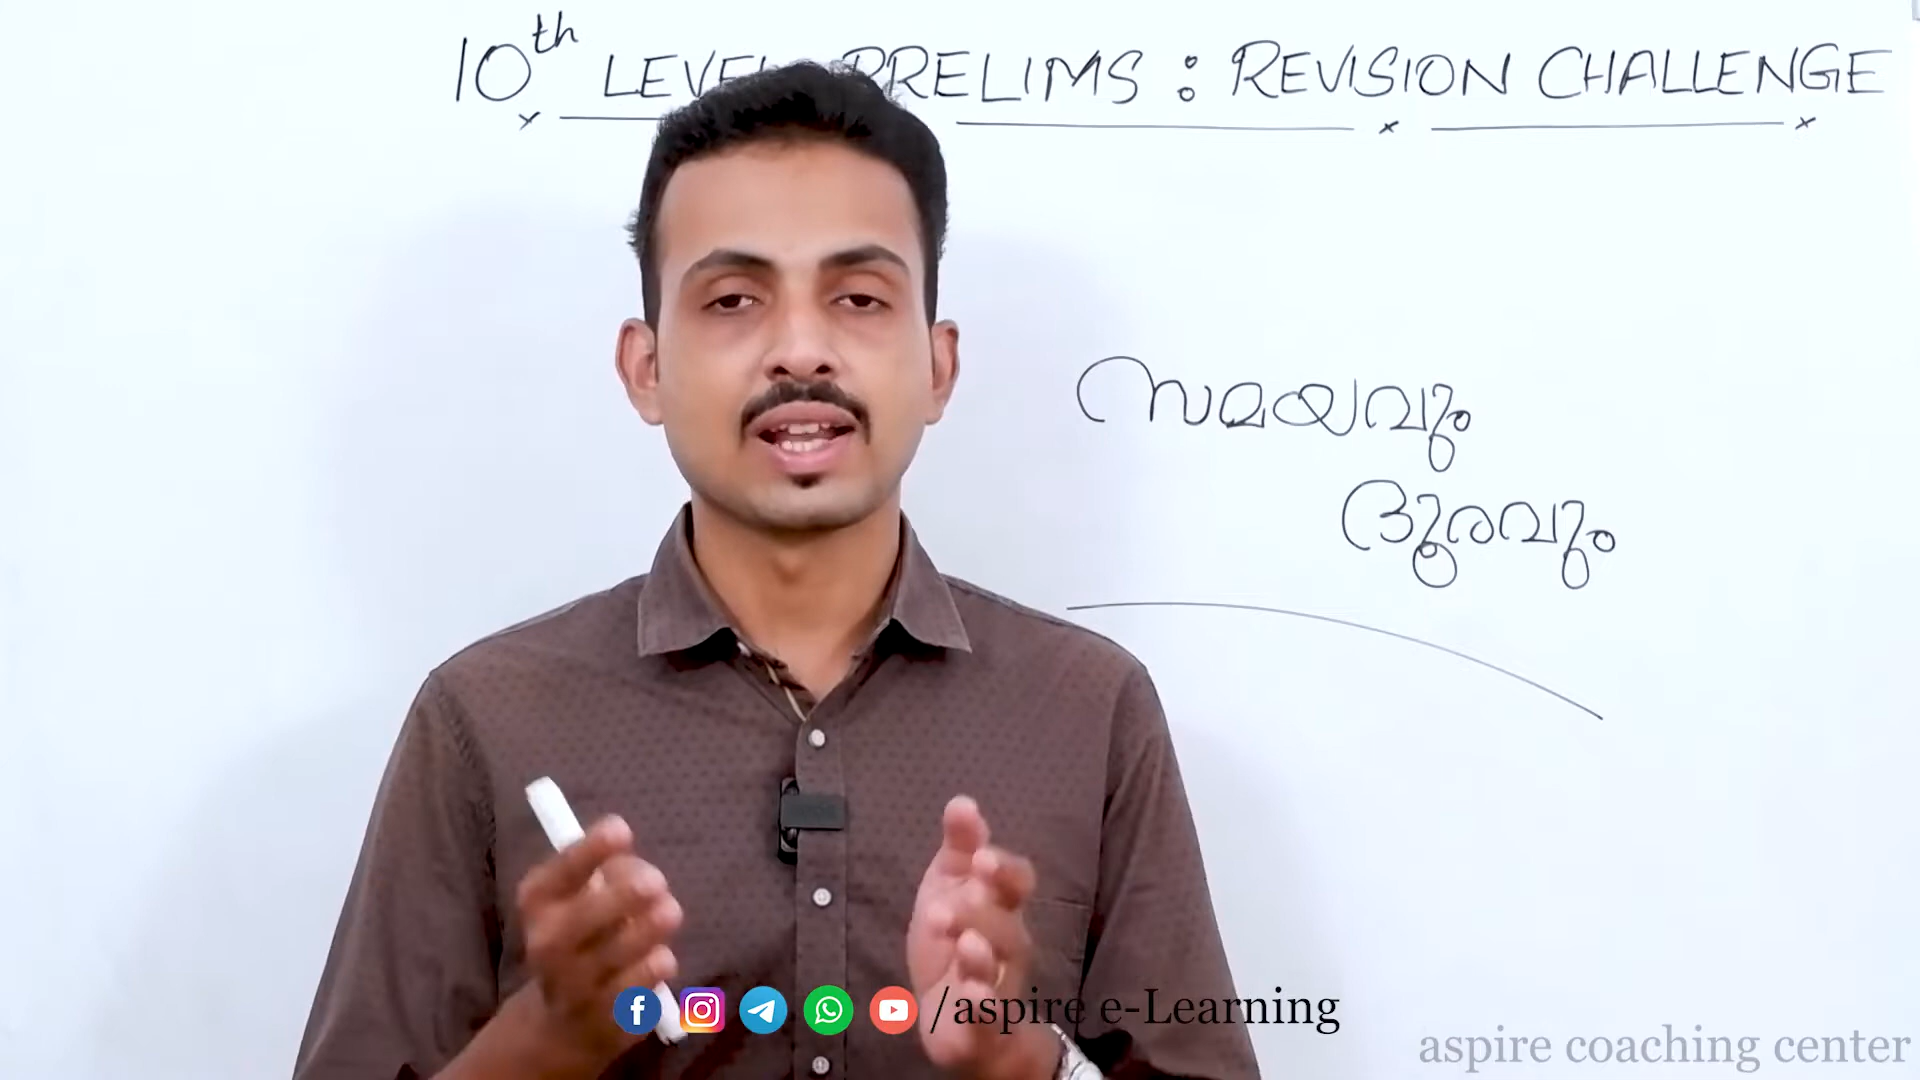 10th LEVEL PRELIMS : REVISION CHALLENGE
സമയവും
ദൂരവും
/aspire e-Learning
aspire coaching center